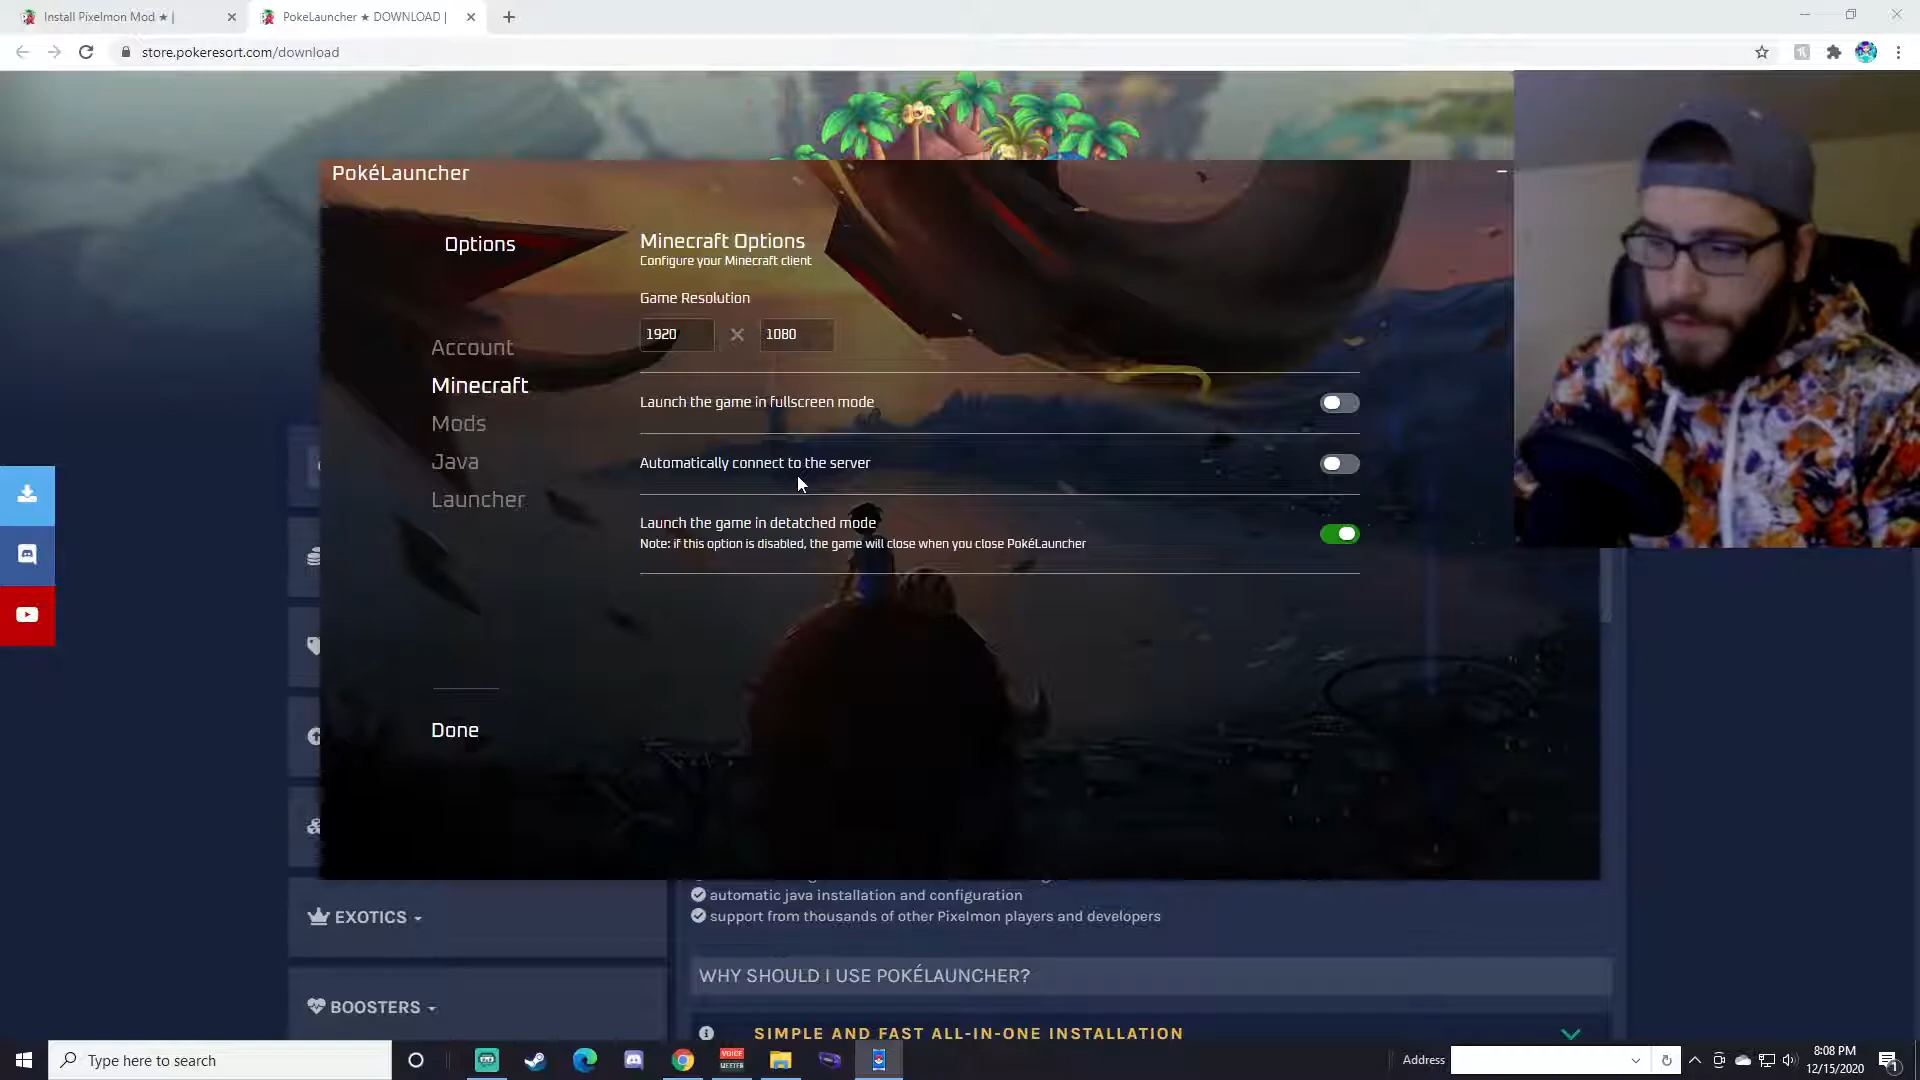 Install Pixelmon Mod ★ |
PokeLauncher ★ DOWNLOAD |
store.pokeresort.com/download
PokéLauncher
Options
Account
Minecraft
Mods
Java
Launcher
Done
Minecraft Options
Configure your Minecraft client
Game Resolution
1920
1080
Launch the game in fullscreen mode
Automatically connect to the server
Launch the game in detatched mode
Note: if this option is disabled, the game will close when you close PokéLauncher
automatic java installation and configuration
support from thousands of other Pixelmon players and developers
EXOTICS
BOOSTERS
WHY SHOULD I USE POKÉLAUNCHER?
SIMPLE AND FAST ALL-IN-ONE INSTALLATION
Type here to search
VOICE
MEETER
Address
8:08 PM
12/15/2020
1